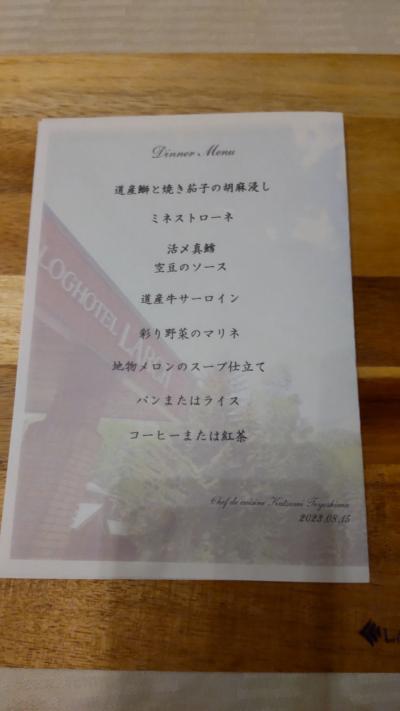 Dinner Menu
道産鰤と焼き茄子の胡麻浸し
ミネストローネ
活〆真鱈
空豆のソース
道産牛サーロイン
彩り野菜のマリネ
地物メロンのスープ仕立て
パンまたはライス
コーヒーまたは紅茶
LOGHOTEL LARCH
Chef de cuisine Katsumi Toyoshima
2023.08.15